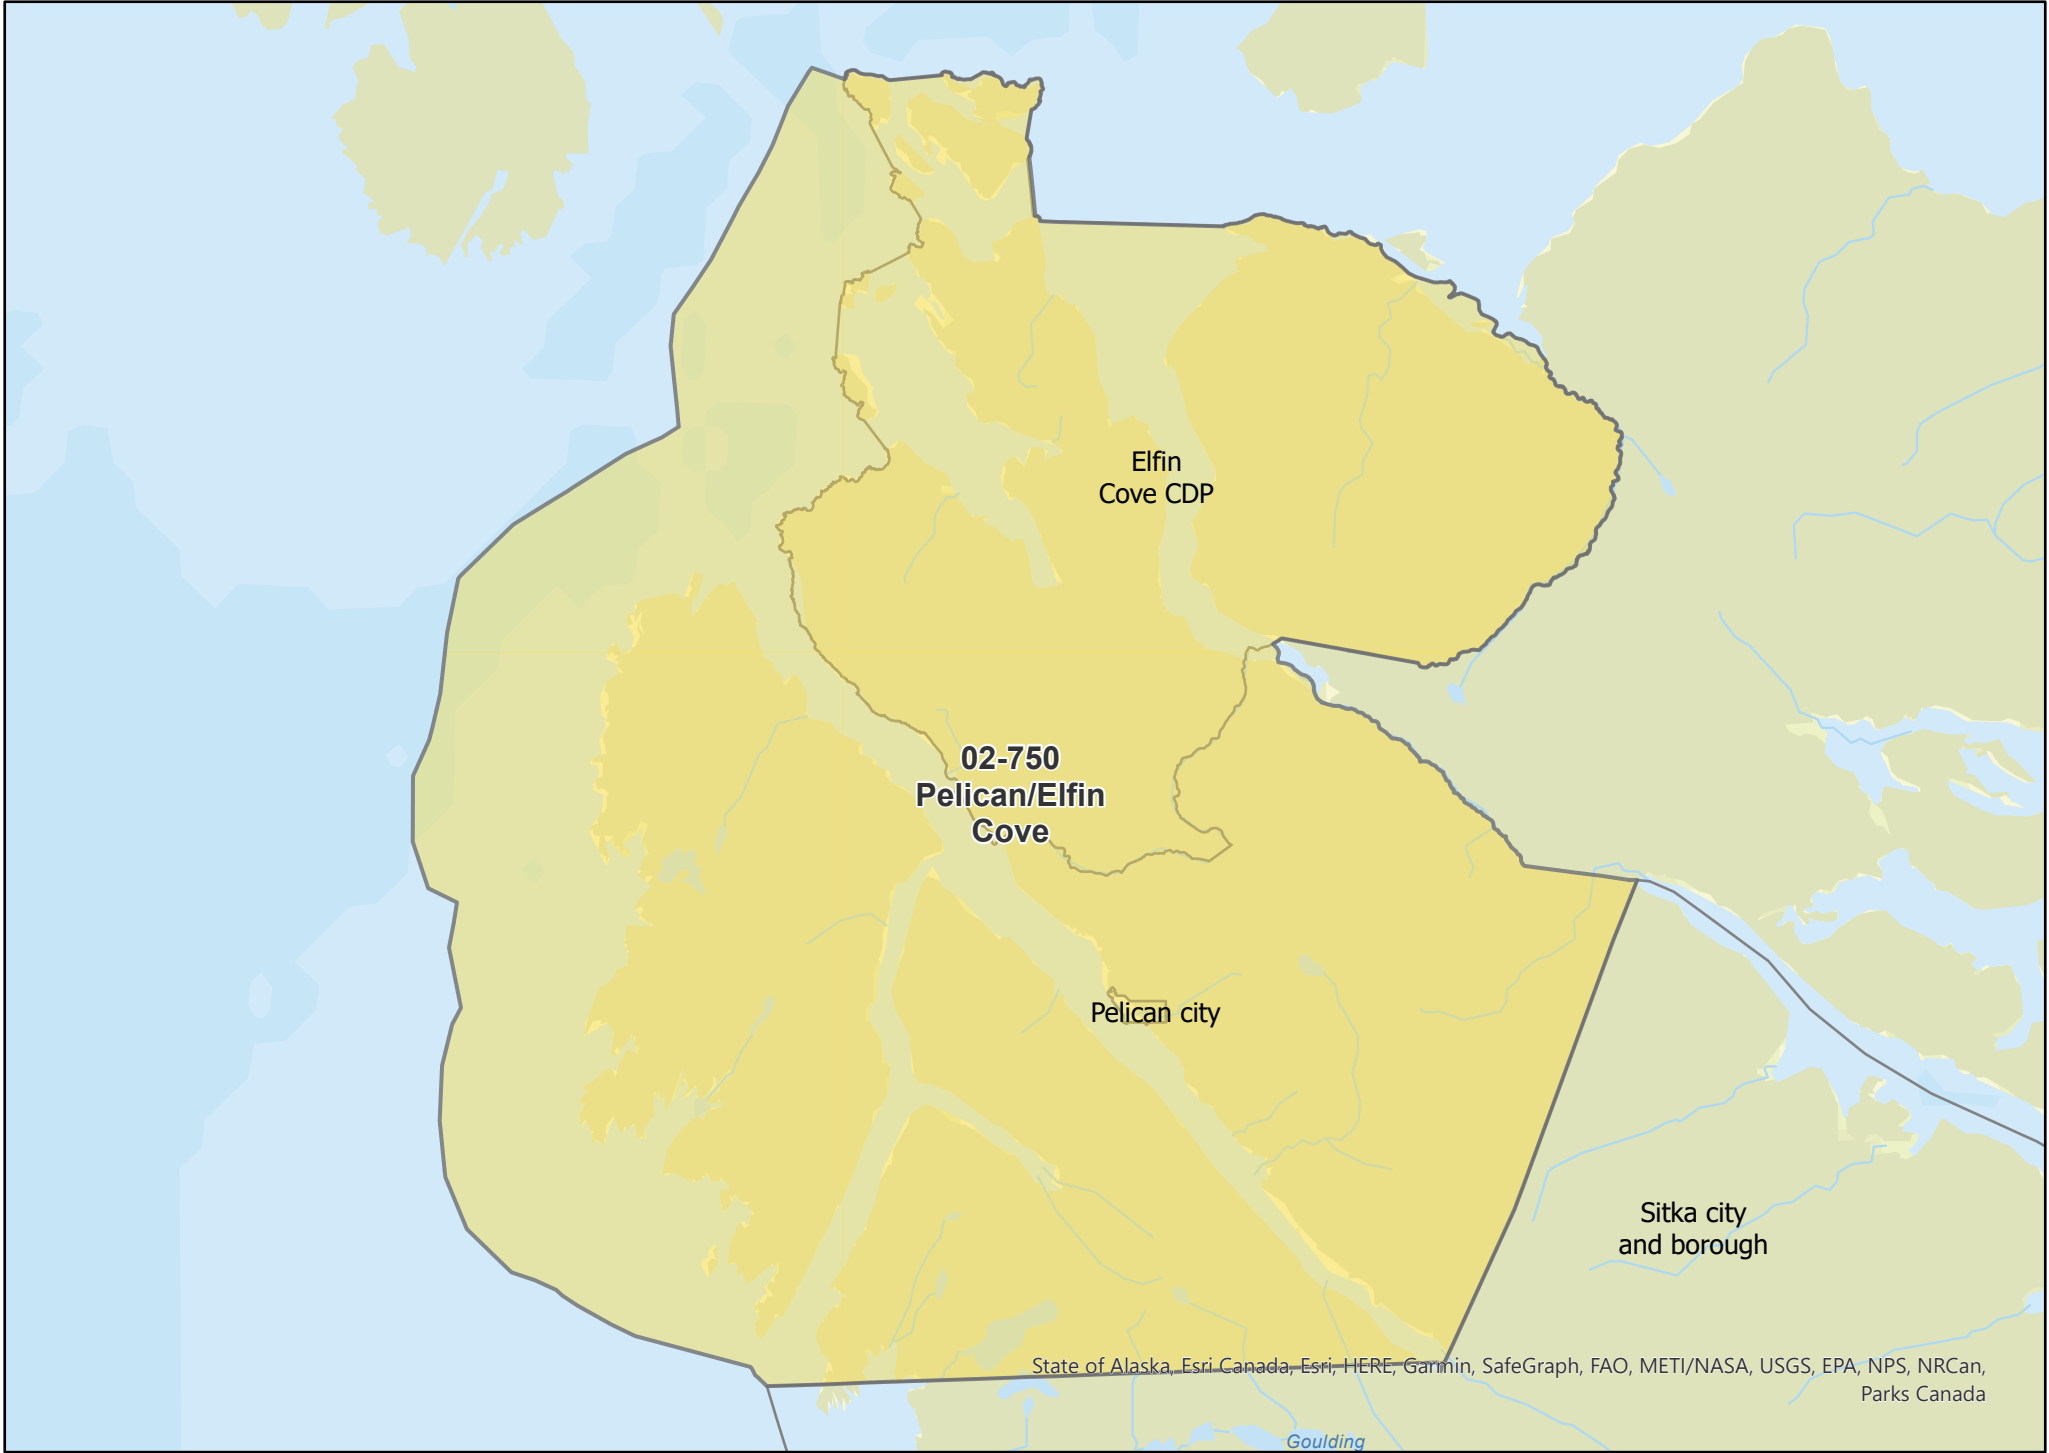 Elfin
Cove CDP
02-750
Pelican/Elfin
Cove
Pelican city
Sitka city
and borough
State of Alaska, Esri Canada, Esri, HERE, Garmin, SafeGraph, FAO, METI/NASA, USGS, EPA, NPS, NRCan,
Parks Canada
Goulding